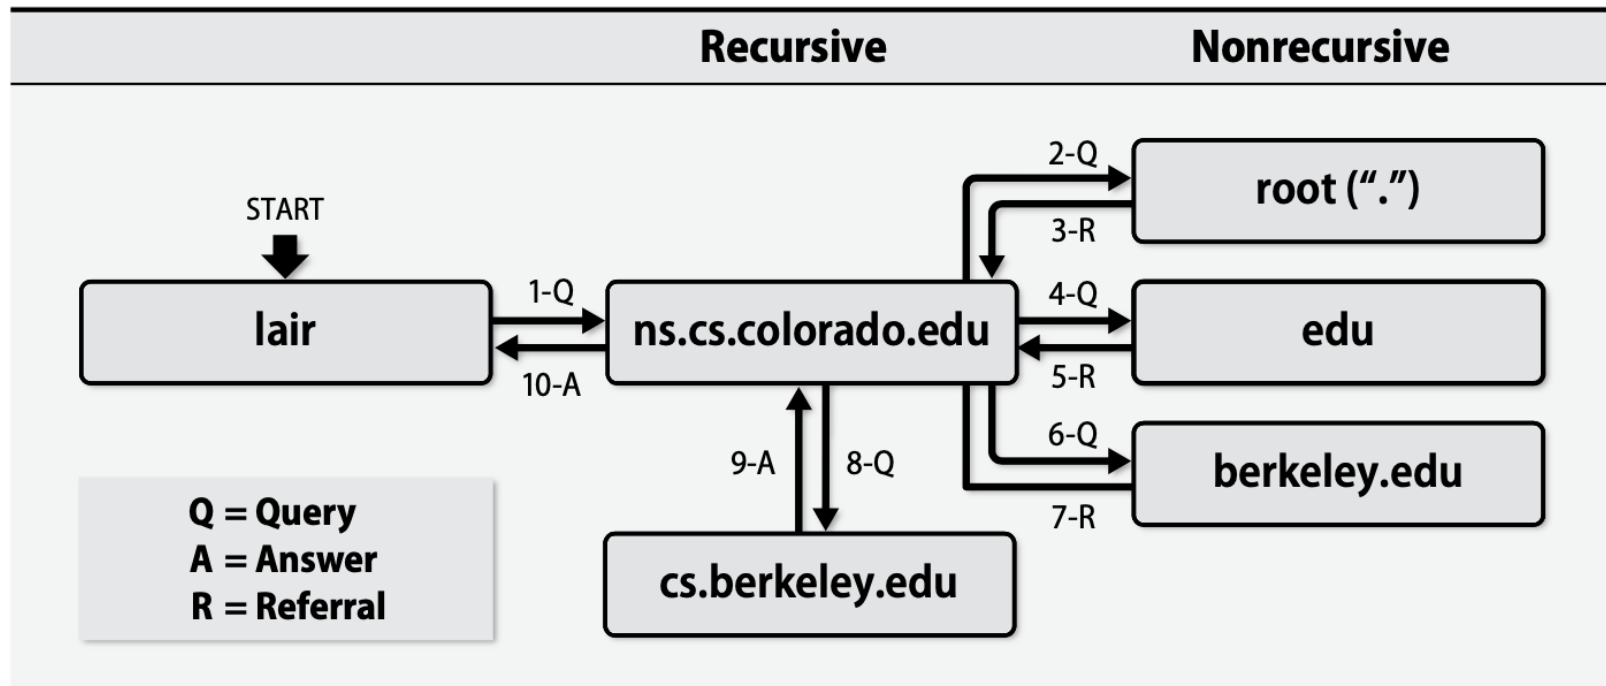 Recursive
Nonrecursive
START
lair
1-Q
10-A
ns.cs.colorado.edu
2-Q
3-R
root (“.”)
4-Q
5-R
edu
6-Q
7-R
berkeley.edu
9-A
8-Q
cs.berkeley.edu
Q = Query
A = Answer
R = Referral